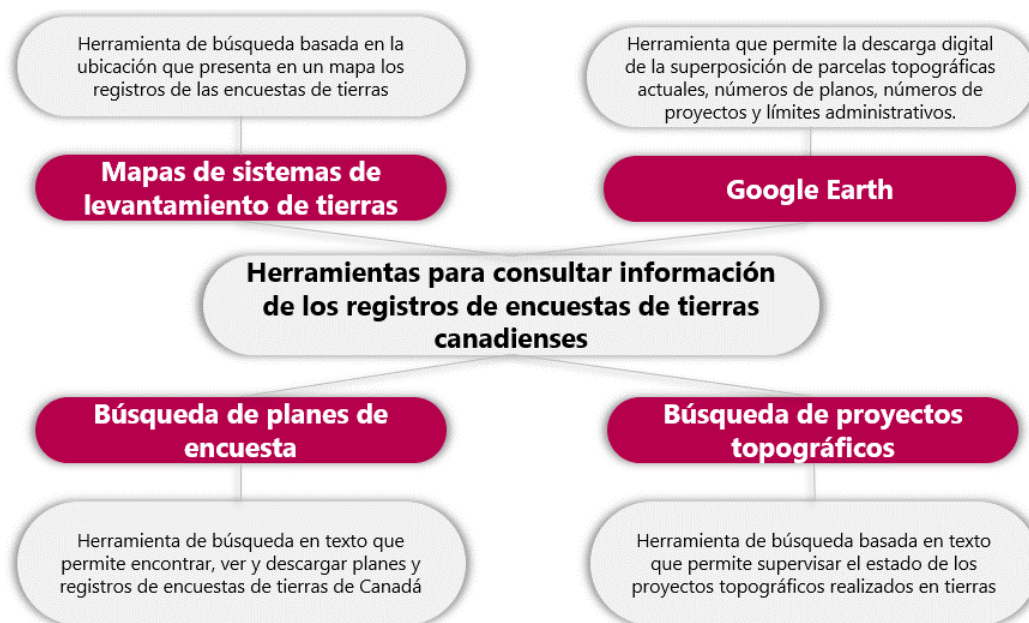 Herramienta de búsqueda basada en la
ubicación que presenta en un mapa los
registros de las encuestas de tierras
Herramienta que permite la descarga digital
de la superposición de parcelas topográficas
actuales, números de planos, números de
proyectos y límites administrativos.
Mapas de sistemas de
levantamiento de tierras
Google Earth
Herramientas para consultar información
de los registros de encuestas de tierras
canadienses
Búsqueda de planes de
encuesta
Búsqueda de proyectos
topográficos
Herramienta de búsqueda en texto que
permite encontrar, ver y descargar planes y
registros de encuestas de tierras de Canadá
Herramienta de búsqueda basada en texto
que permite supervisar el estado de los
proyectos topográficos realizados en tierras